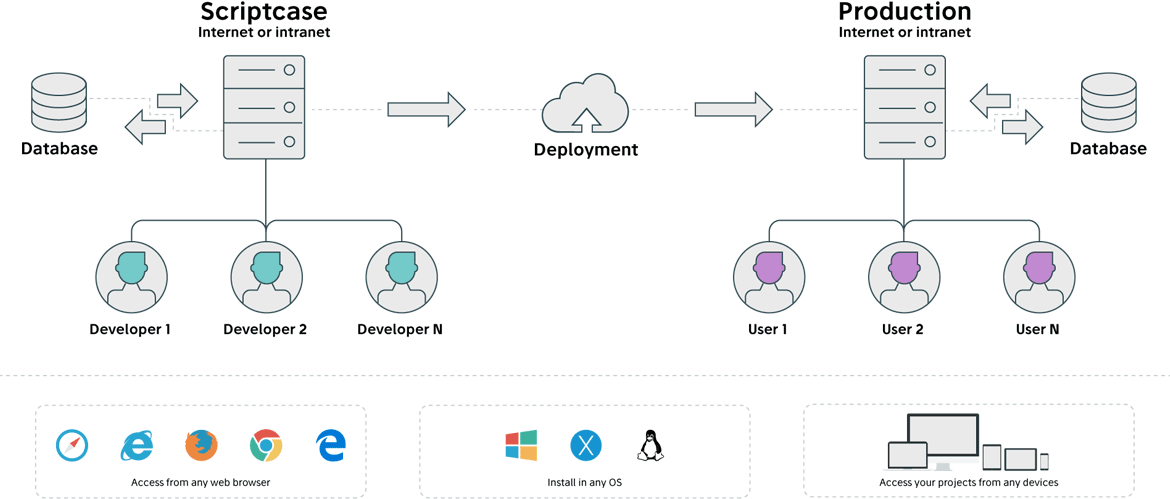 Scriptcase
Internet or intranet
Production
Internet or intranet
Database
Deployment
Database
Developer 1
Developer 2
Developer N
User 1
User 2
User N
X
Access from any web browser
Install in any OS
Access your projects from any devices